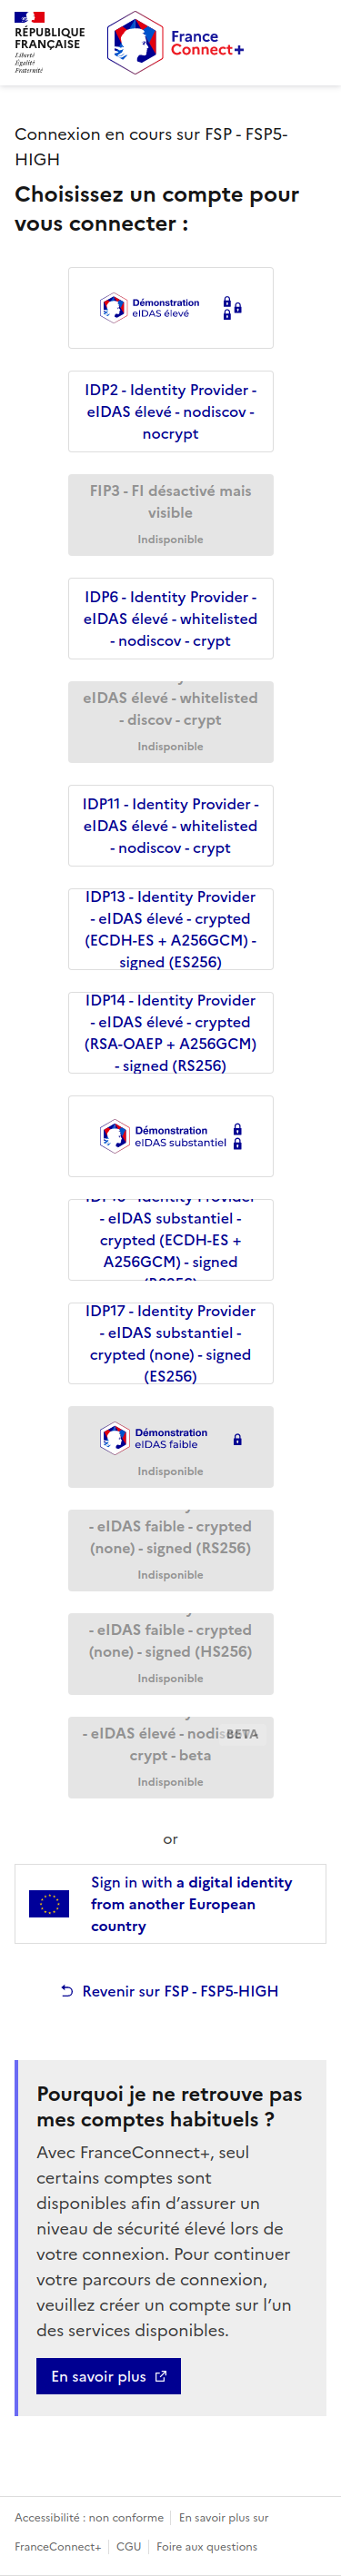 RÉPUBLIQUE
FRANÇAISE
Liberté
Égalité
Fraternité
France
Connect+
Connexion en cours sur FSP - FSP5-
HIGH
Choisissez un compte pour
vous connecter :
Démonstration
eIDAS élevé
IDP2 - Identity Provider -
eIDAS élevé - nodiscov -
nocrypt
FIP3 - FI désactivé mais
visible
Indisponible
IDP6 - Identity Provider -
eIDAS élevé - whitelisted
- nodiscov - crypt
eIDAS élevé - whitelisted
- discov - crypt
Indisponible
IDP11 - Identity Provider -
eIDAS élevé - whitelisted
- nodiscov - crypt
IDP13 - Identity Provider
- eIDAS élevé - crypted
(ECDH-ES + A256GCM) -
signed (ES256)
IDP14 - Identity Provider
- eIDAS élevé - crypted
(RSA-OAEP + A256GCM)
- signed (RS256)
Démonstration
eIDAS substantiel
Identity Provider
- eIDAS substantiel -
crypted (ECDH-ES +
A256GCM) - signed
IDP17 - Identity Provider
- eIDAS substantiel -
crypted (none) - signed
(ES256)
Démonstration
eIDAS faible
Indisponible
- eIDAS faible - crypted
(none) - signed (RS256)
Indisponible
- eIDAS faible - crypted
(none) - signed (HS256)
Indisponible
- eIDAS élevé -
BETA
crypt - beta
Indisponible
or
Sign in with a digital identity
from another European
country
Revenir sur FSP - FSP5-HIGH
Pourquoi je ne retrouve pas
mes comptes habituels ?
Avec FranceConnect+, seul
certains comptes sont
disponibles afin d’assurer un
niveau de sécurité élevé lors de
votre connexion. Pour continuer
votre parcours de connexion,
veuillez créer un compte sur l’un
des services disponibles.
En savoir plus
Accessibilité : non conforme
En savoir plus sur
FranceConnect+
CGU
Foire aux questions